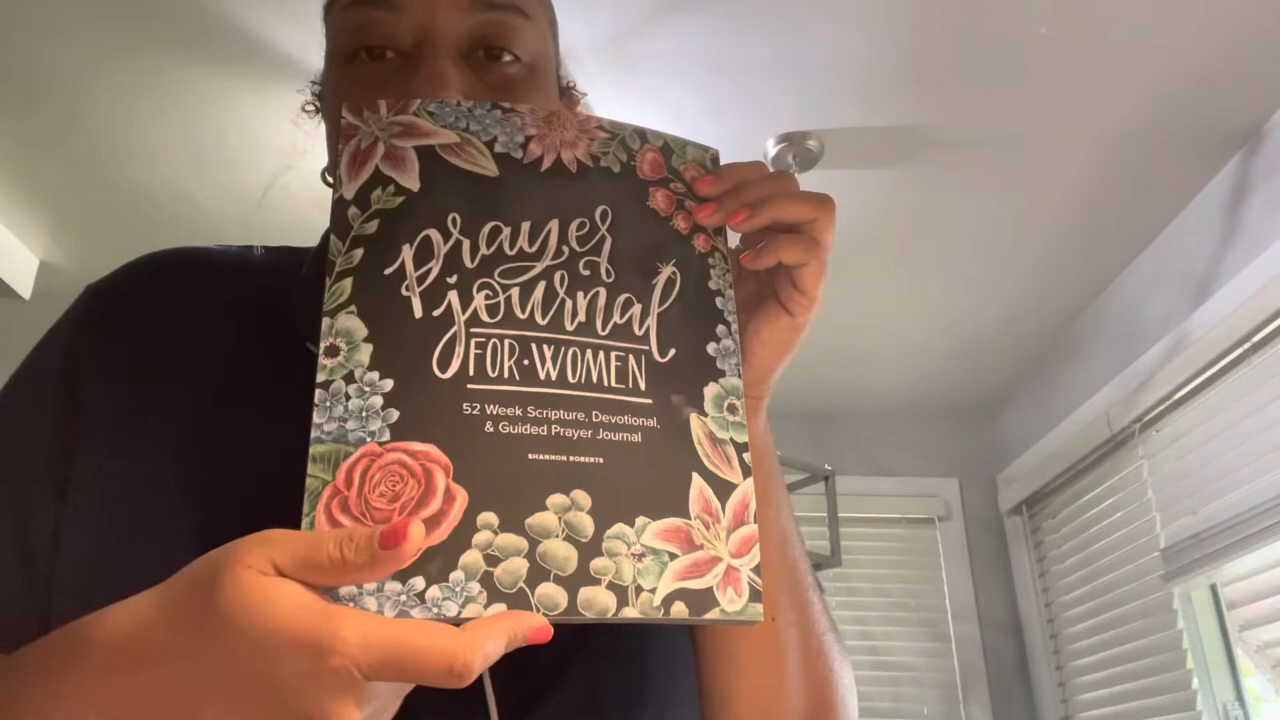 prayer
journal
FOR·WOMEN
52 Week Scripture, Devotional,
& Guided Prayer Journal
SHANNON ROBERTS